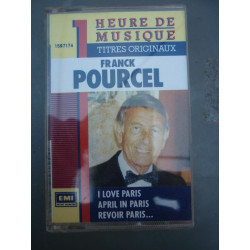 1
HEURE DE
MUSIQUE
TITRES ORIGINAUX
FRANCK
POURCEL
I LOVE PARIS
APRIL IN PARIS
REVOIR PARIS...
EMI